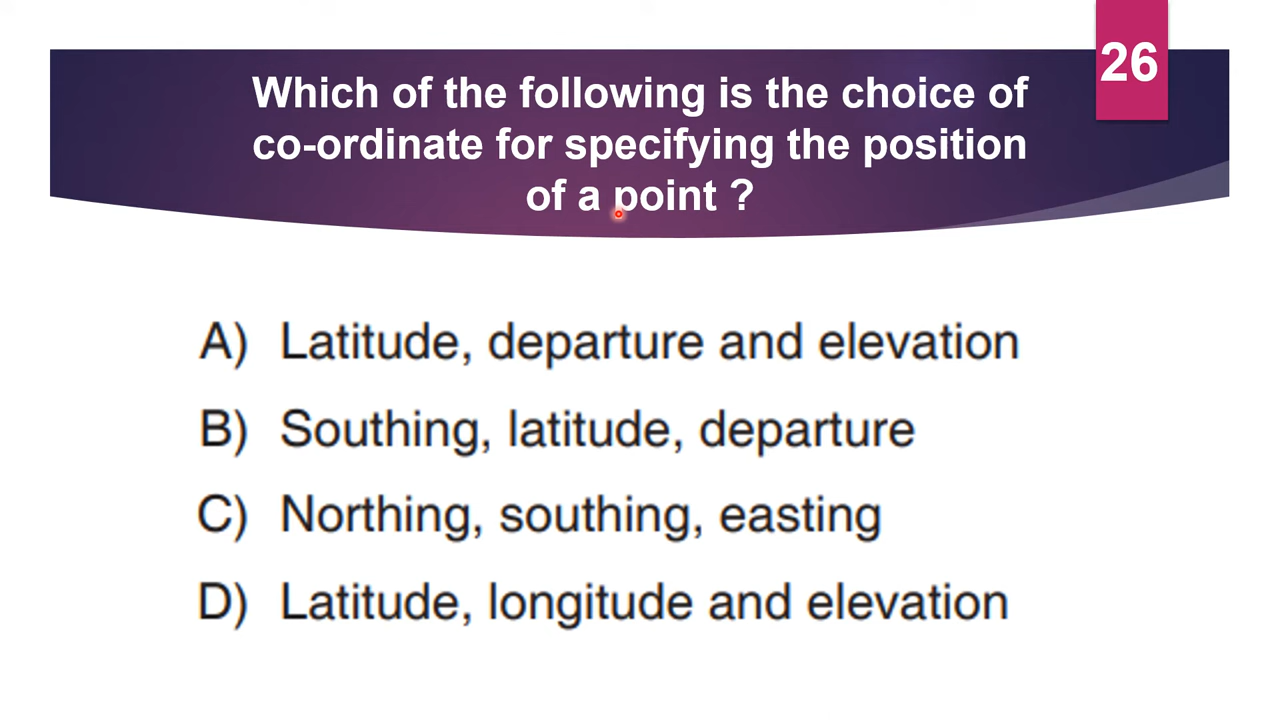 26
Which of the following is the choice of
co-ordinate for specifying the position
of a point ?
A) Latitude, departure and elevation
B) Southing, latitude, departure
C) Northing, southing, easting
D) Latitude, longitude and elevation